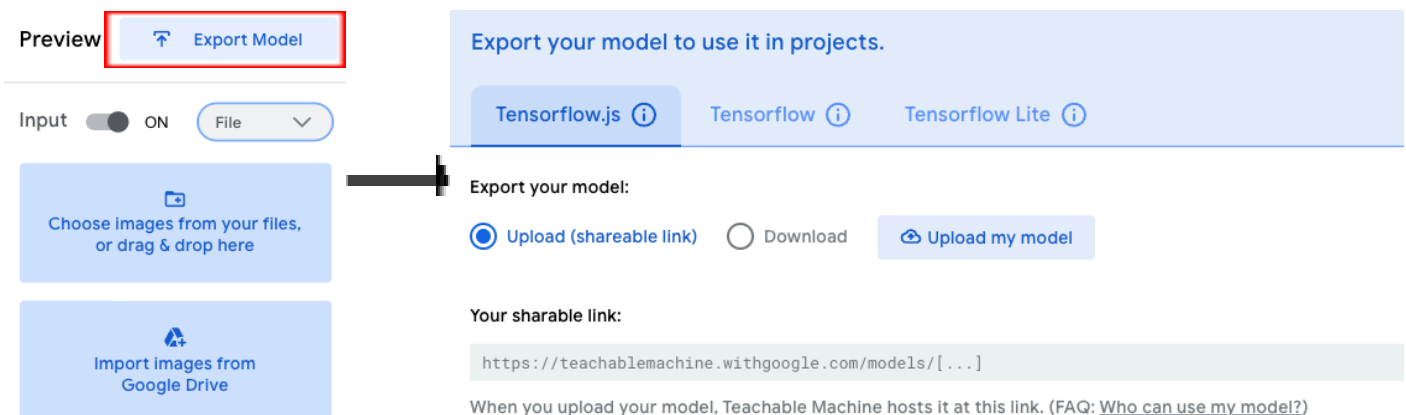 Preview
Export Model
Input
ON
File
Choose images from your files,
or drag & drop here
Import images from
Google Drive
Export your model to use it in projects.
Tensorflow.js
Tensorflow
Tensorflow Lite
Export your model:
Upload (shareable link)
Download
Upload my model
Your sharable link:
https://teachablemachine.withgoogle.com/models/[...]
When you upload your model, Teachable Machine hosts it at this link. (FAQ: Who can use my model?)